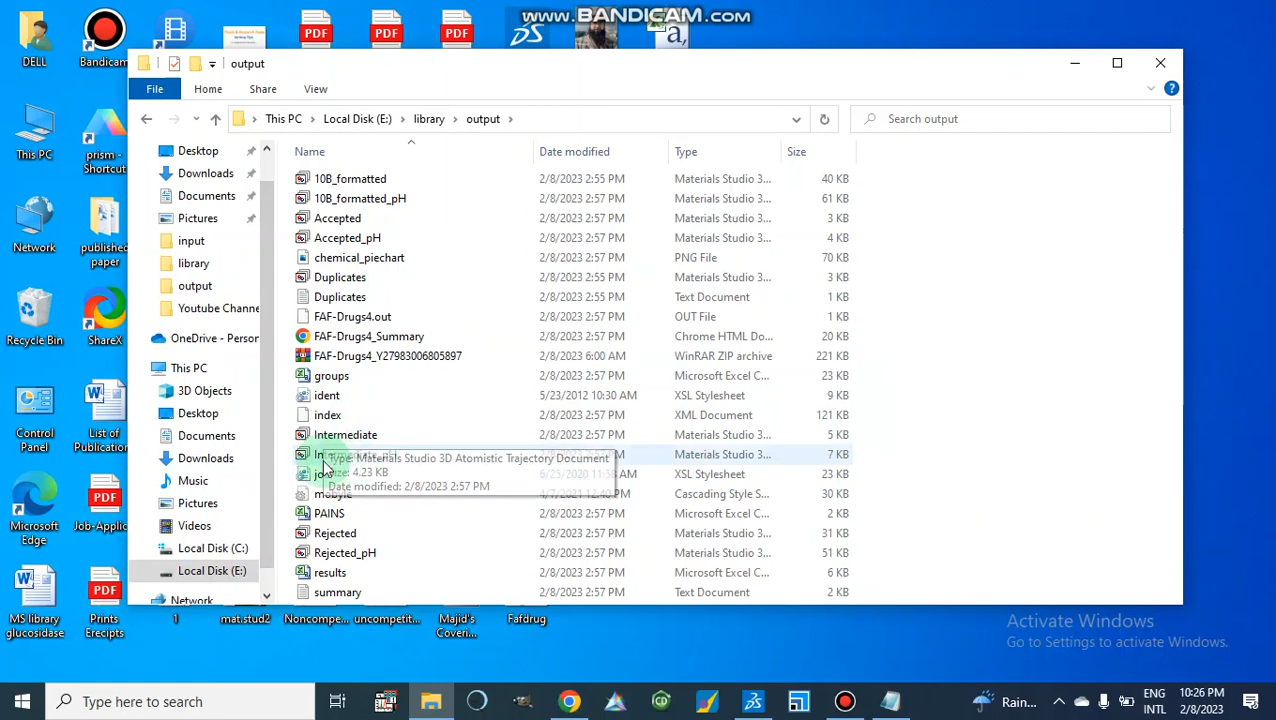 www.BANDICAM.com
DELL
Bandicam
PDF
PDF
PDF
a,
output
File
Home
Share
View
This PC
Local Disk (E:)
library
output
Search output
Name
Date modified
Type
Size
10B_formatted 2/8/2023 2:55 PM Materials Studio 3... 40 KB
10B_formatted_pH 2/8/2023 2:57 PM Materials Studio 3... 61 KB
Accepted 2/8/2023 2:57 PM Materials Studio 3... 3 KB
Accepted_pH 2/8/2023 2:57 PM Materials Studio 3... 4 KB
chemical_piechart 2/8/2023 2:57 PM PNG File 70 KB
Duplicates 2/8/2023 2:55 PM Materials Studio 3... 3 KB
Duplicates 2/8/2023 2:55 PM Text Document 1 KB
FAF-Drugs4.out 2/8/2023 2:57 PM OUT File 2 KB
FAF-Drugs4_Summary 2/8/2023 2:57 PM Chrome HTML Do... 20 KB
FAF-Drugs4_Y27983006805897 2/8/2023 6:00 AM WinRAR ZIP archive 221 KB
groups 2/8/2023 2:57 PM Microsoft Excel C... 23 KB
ident 5/23/2012 10:30 AM XSL Stylesheet 9 KB
index 2/8/2023 2:57 PM XML Document 121 KB
Intermediate 2/8/2023 2:57 PM Materials Studio 3... 5 KB
Materials Studio 3... 7 KB
Type: Materials Studio 3D Atomistic Trajectory Document
Size: 4.23 KB
Date modified: 2/8/2023 2:57 PM
AM XSL Stylesheet 23 KB
Cascading Style S... 30 KB
PAINS 2/8/2023 2:57 PM Microsoft Excel C... 2 KB
Rejected 2/8/2023 2:57 PM Materials Studio 3... 31 KB
Rejected_pH 2/8/2023 2:57 PM Materials Studio 3... 51 KB
results 2/8/2023 2:57 PM Microsoft Excel C... 6 KB
summary 2/8/2023 2:57 PM Text Document 2 KB
Desktop
Downloads
Documents
Pictures
input
library
output
Youtube Channe
OneDrive - Person
This PC
3D Objects
Desktop
Documents
Downloads
Music
Pictures
Videos
Local Disk (C:)
Local Disk (E:)
Network
This PC
prism -
Shortcut
Network
published
paper
Recycle Bin
ShareX
Control
Panel
List of
Publication
Microsoft
Edge
PDF
Job-Applic
MS library
glucosidase
PDF
Prints
Erecipts
1
mat.stud2
Noncompe...
uncompetit...
Majid's
Coveri...
Fafdrug
Activate Windows
Go to Settings to activate Windows.
Type here to search
Rain...
ENG
INTL
10:26 PM
2/8/2023